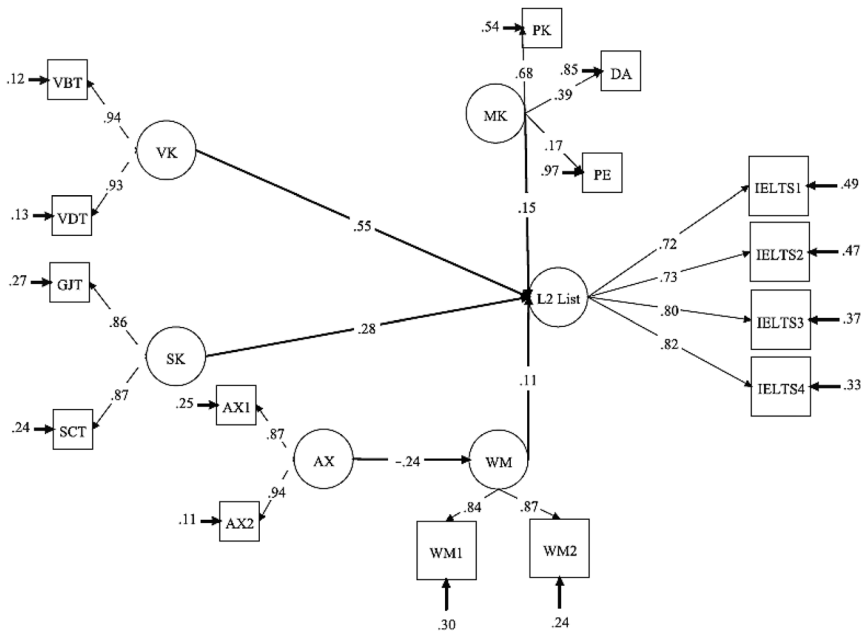 .54 PK
.12 VBT
.85 DA
.68
.39
.94
MK
VK
.17
.93
.97 PE
.13 VDT
.15
IELTS1 .49
.55
.72
.27 GJT
.73
IELTS2 .47
L2 List
.86
.80
IELTS3 .37
.28
SK
.82
.11
.87
IELTS4 .33
.25 AX1
.24 SCT
.87
AX
-.24
WM
.94
.84
.87
.11 AX2
WM1
WM2
.30
.24